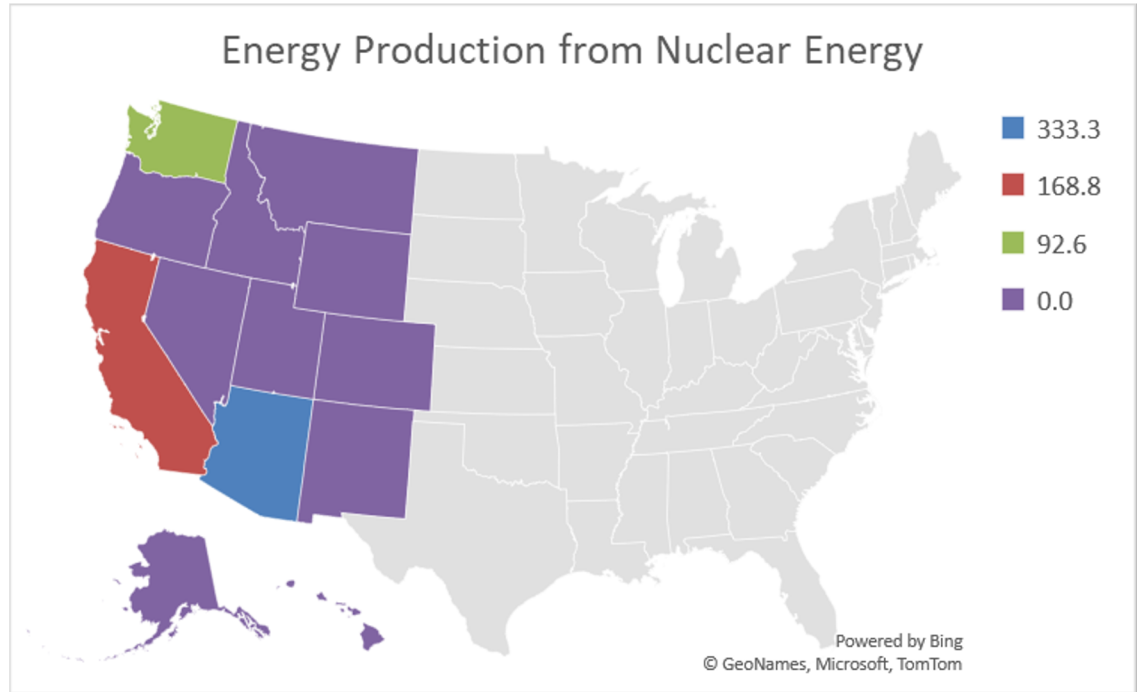 Energy Production from Nuclear Energy
333.3
168.8
92.6
0.0
Powered by Bing
© GeoNames, Microsoft, TomTom